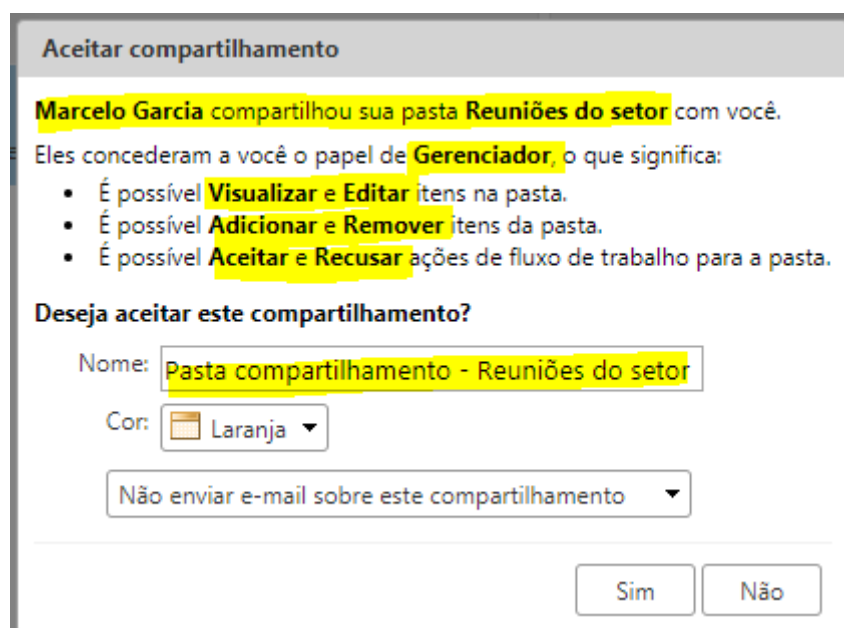 Aceitar compartilhamento
Marcelo Garcia compartilhou sua pasta Reuniões do setor com você.
Eles concederam a você o papel de Gerenciador, o que significa:
• É possível Visualizar e Editar itens na pasta.
• É possível Adicionar e Remover itens da pasta.
• É possível Aceitar e Recusar ações de fluxo de trabalho para a pasta.
Deseja aceitar este compartilhamento?
Nome: Pasta compartilhamento - Reuniões do setor
Cor: Laranja
Não enviar e-mail sobre este compartilhamento
Sim Não